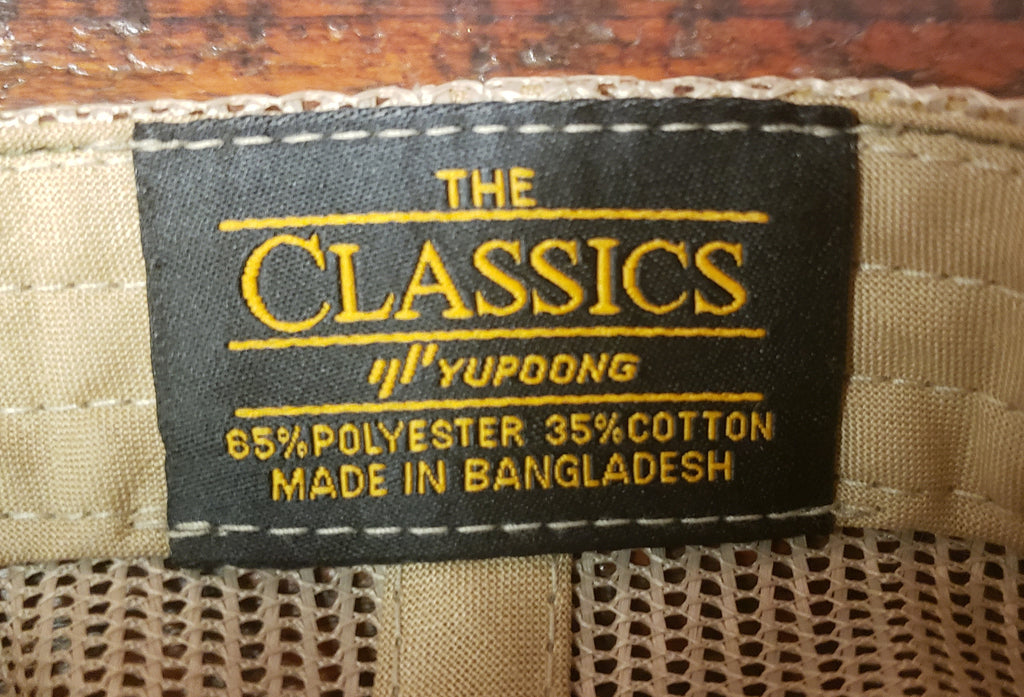 THE
CLASSICS
YUPOONG
65%POLYESTER 35%COTTON
MADE IN BANGLADESH